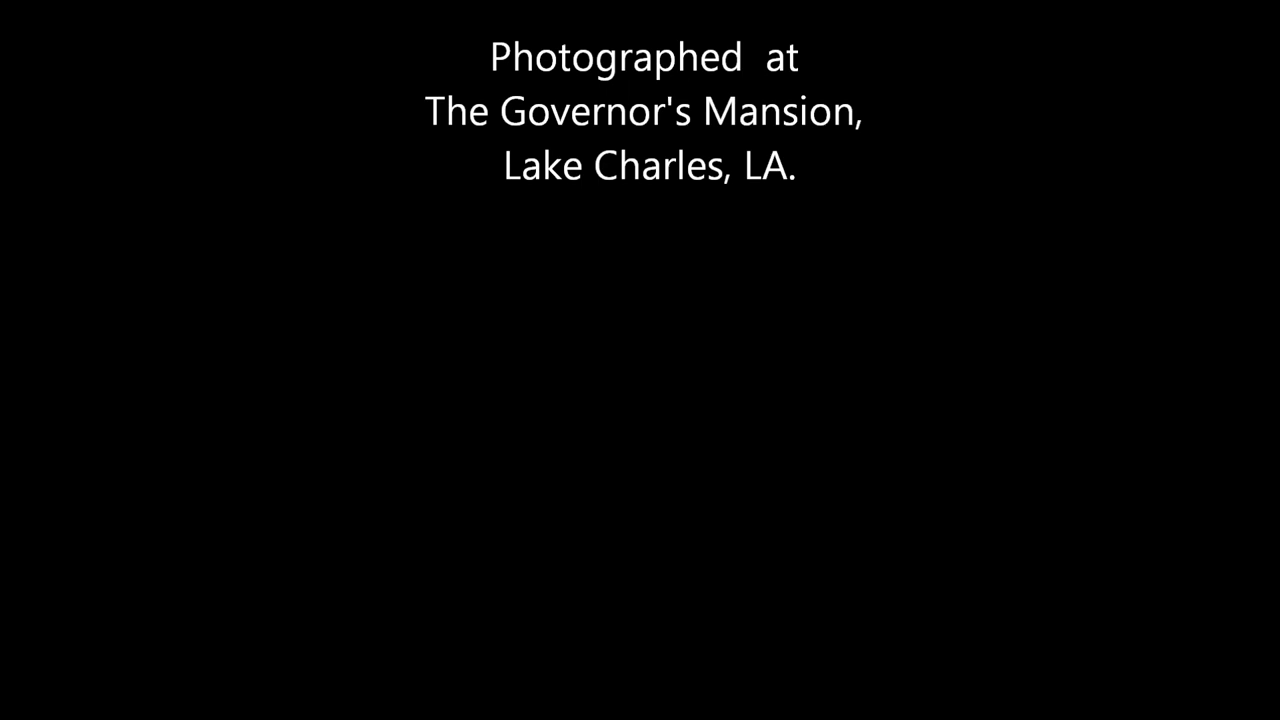 Photographed  at
The Governor's Mansion,
Lake Charles, LA.